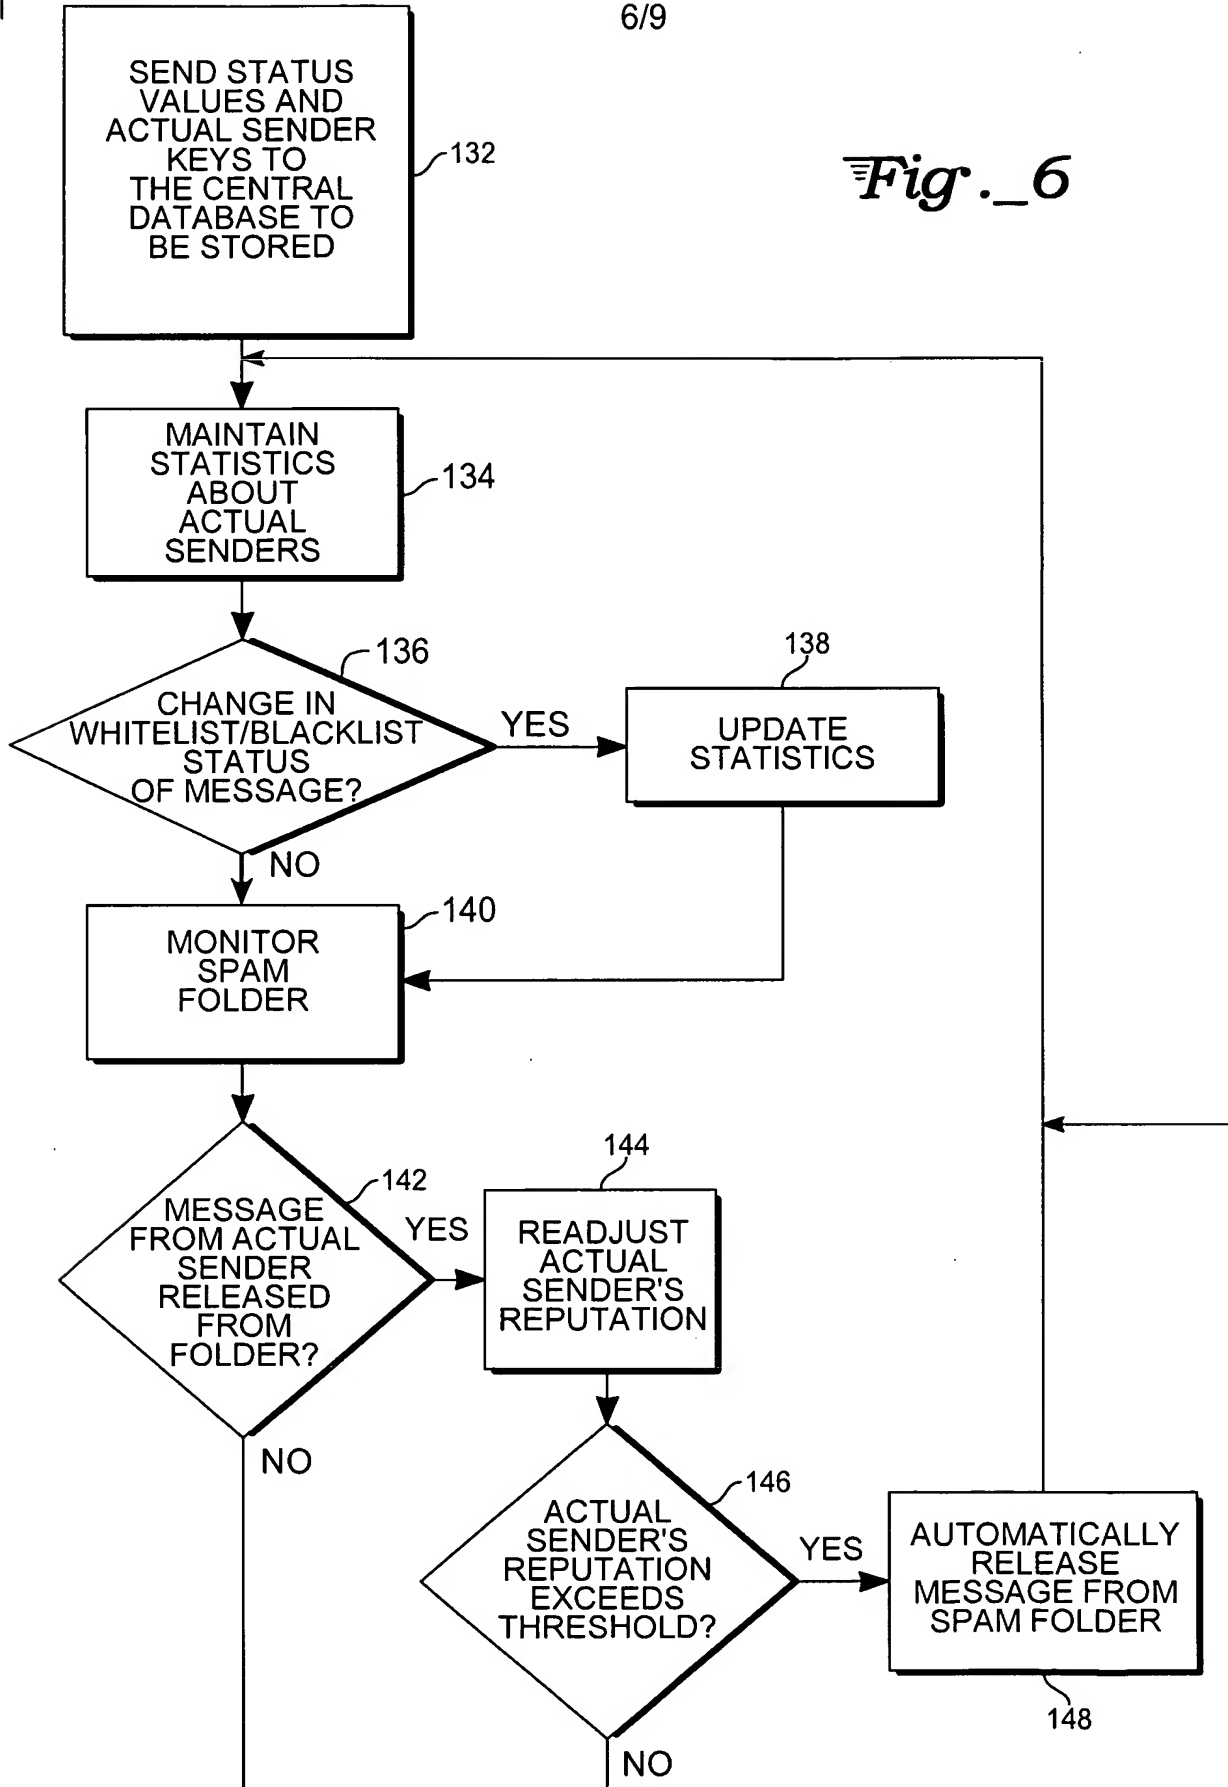 6/9
SEND STATUS
VALUES AND
ACTUAL SENDER
KEYS TO
THE CENTRAL
DATABASE TO
BE STORED
132
Fig._6
MAINTAIN
STATISTICS
ABOUT
ACTUAL
SENDERS
134
136
CHANGE IN
WHITELIST/BLACKLIST
STATUS
OF MESSAGE?
YES
138
UPDATE
STATISTICS
NO
140
MONITOR
SPAM
FOLDER
142
MESSAGE
FROM ACTUAL
SENDER
RELEASED
FROM
FOLDER?
YES
144
READJUST
ACTUAL
SENDER'S
REPUTATION
NO
146
ACTUAL
SENDER'S
REPUTATION
EXCEEDS
THRESHOLD?
YES
AUTOMATICALLY
RELEASE
MESSAGE FROM
SPAM FOLDER
148
NO